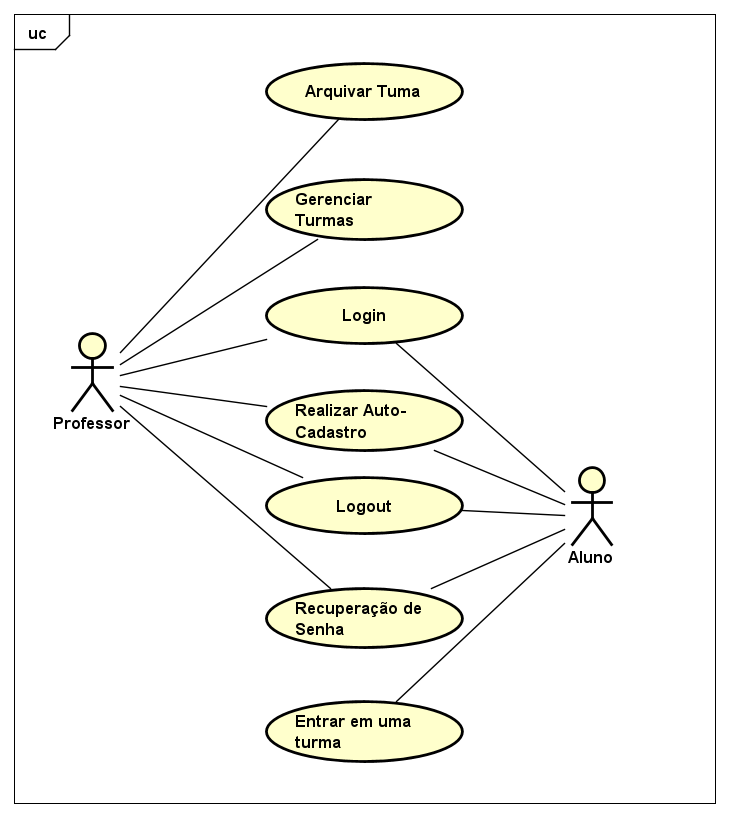 uc
Arquivar Tuma
Gerenciar
Turmas
Login
Realizar Auto-
Cadastro
Professor
Logout
Aluno
Recuperação de
Senha
Entrar em uma
turma